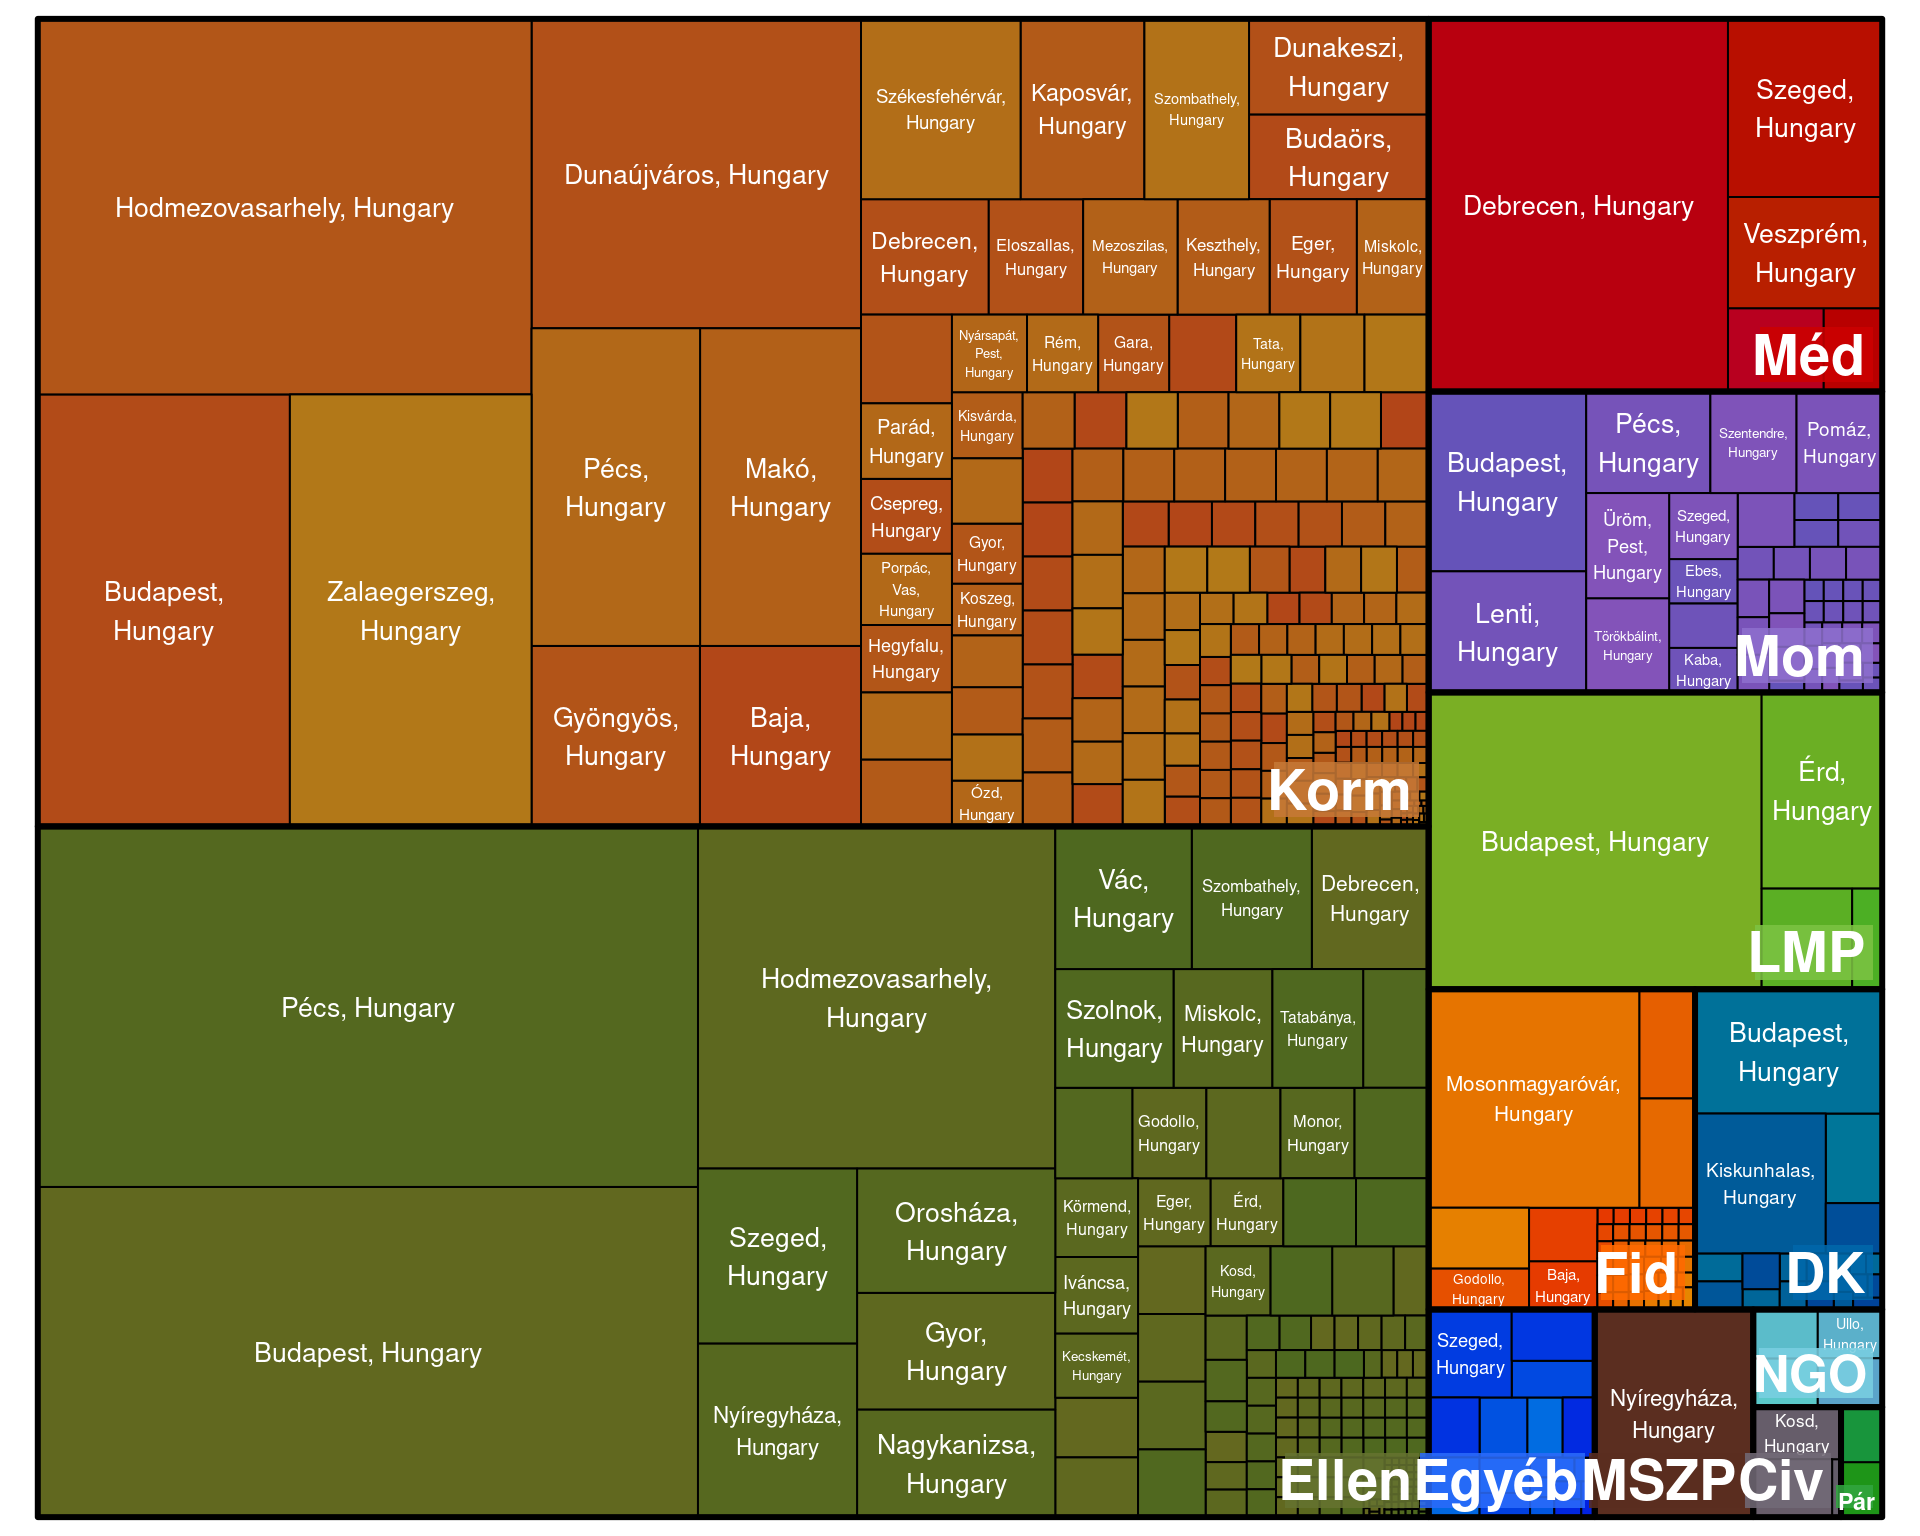 Hodmezovasarhely, Hungary
Dunaújváros, Hungary
Székesfehérvár,
Hungary
Kaposvár,
Hungary
Szombathely,
Hungary
Dunakeszi,
Hungary
Budaörs,
Hungary
Debrecen,
Hungary
Eloszallas,
Hungary
Mezoszilas,
Hungary
Keszthely,
Hungary
Eger,
Hungary
Miskolc,
Hungary
Nyársapát,
Pest,
Hungary
Rém,
Hungary
Gara,
Hungary
Tata,
Hungary
Budapest,
Hungary
Zalaegerszeg,
Hungary
Pécs,
Hungary
Makó,
Hungary
Gyöngyös,
Hungary
Baja,
Hungary
Parád,
Hungary
Csepreg,
Hungary
Porpác,
Vas,
Hungary
Hegyfalu,
Hungary
Kisvárda,
Hungary
Gyor,
Hungary
Koszeg,
Hungary
Ózd,
Hungary
Korm
Debrecen, Hungary
Szeged,
Hungary
Veszprém,
Hungary
Méd
Budapest,
Hungary
Lenti,
Hungary
Pécs,
Hungary
Szentendre,
Hungary
Pomáz,
Hungary
Üröm,
Pest,
Hungary
Törökbálint,
Hungary
Szeged,
Hungary
Ebes,
Hungary
Kaba,
Hungary
Mom
Budapest, Hungary
Érd,
Hungary
LMP
Pécs, Hungary
Budapest, Hungary
Hodmezovasarhely,
Hungary
Szeged,
Hungary
Nyíregyháza,
Hungary
Orosháza,
Hungary
Gyor,
Hungary
Nagykanizsa,
Hungary
Vác,
Hungary
Szombathely,
Hungary
Debrecen,
Hungary
Szolnok,
Hungary
Miskolc,
Hungary
Tatabánya,
Hungary
Godollo,
Hungary
Monor,
Hungary
Körmend,
Hungary
Eger,
Hungary
Érd,
Hungary
Iváncsa,
Hungary
Kosd,
Hungary
Kecskemét,
Hungary
Ellen
Mosonmagyaróvár,
Hungary
Godollo,
Hungary
Baja,
Hungary
Fid
Budapest,
Hungary
Kiskunhalas,
Hungary
DK
Szeged,
Hungary
Egyéb
Nyíregyháza,
Hungary
MSZP
Ullo,
Hungary
NGO
Kosd,
Hungary
Civ
Pár